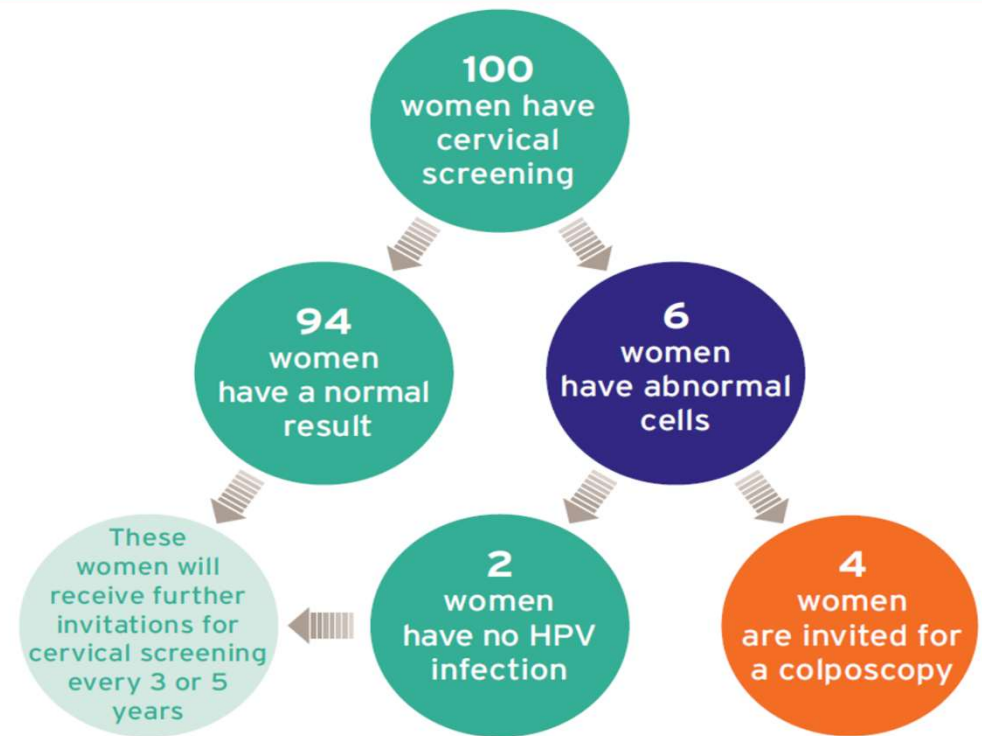 100
women have
cervical
screening
94
women
have a normal
result
6
women
have abnormal
cells
These
women will
receive further
invitations for
cervical screening
every 3 or 5
years
2
women
have no HPV
infection
4
women
are invited for
a colposcopy